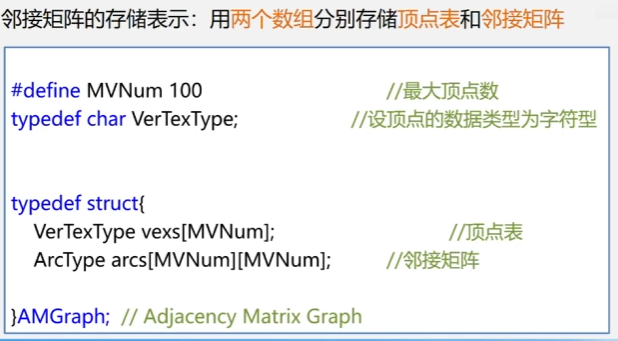 邻接矩阵的存储表示：用两个数组分别存储顶点表和邻接矩阵
#define MVNum 100 //最大顶点数
typedef char VerTexType; //设顶点的数据类型为字符型
typedef struct{
VerTexType vexs[MVNum]; //顶点表
ArcType arcs[MVNum][MVNum]; //邻接矩阵
}AMGraph; // Adjacency Matrix Graph